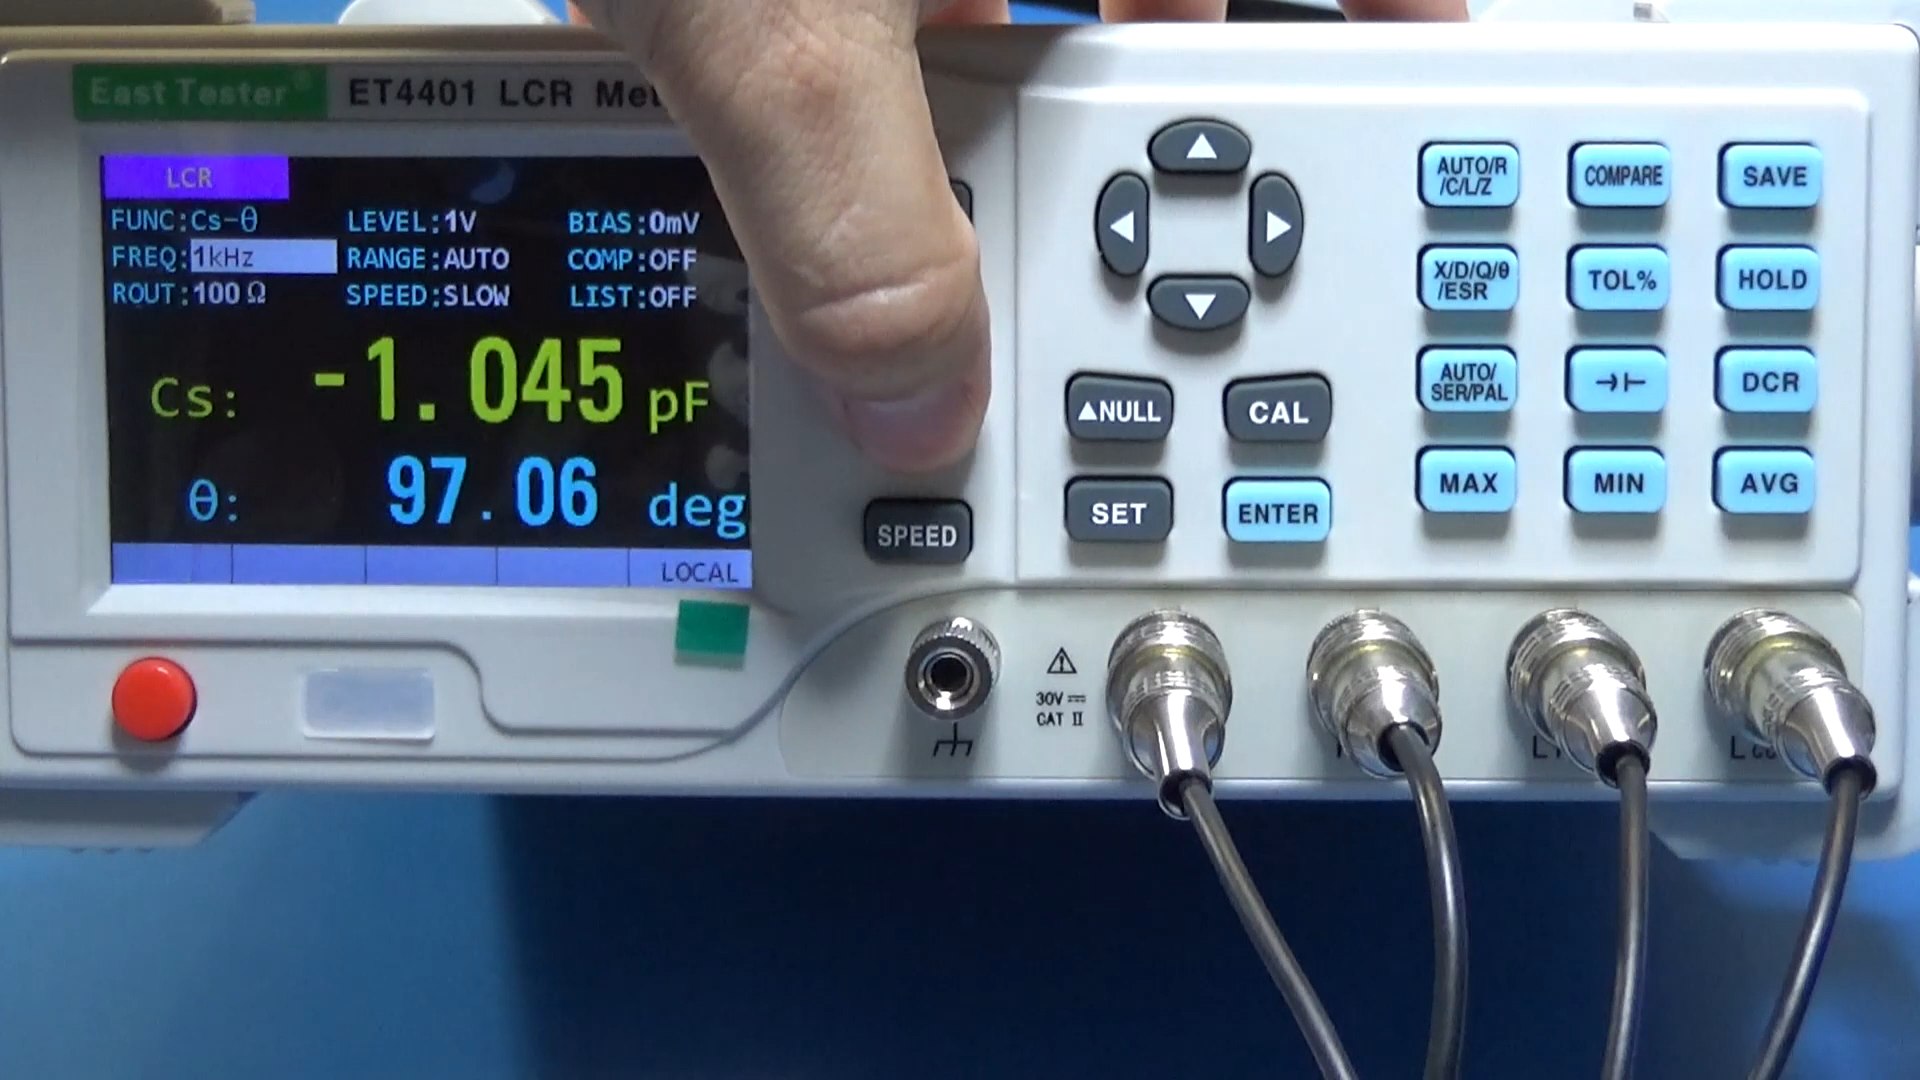 East Tester® ET4401 LCR
LCR
FUNC:Cs-θ LEVEL:1V BIAS:0mV
FREQ:1kHz RANGE:AUTO COMP:OFF
ROUT:100 Ω SPEED:SLOW LIST:OFF
Cs: -1.045 pF
θ: 97.06 deg
LOCAL
SPEED
▲NULL CAL
SET ENTER
AUTO/R
/C/L/Z
COMPARE
SAVE
X/D/Q/θ
/ESR
TOL%
HOLD
AUTO/
SER/PAL
DCR
MAX
MIN
AVG
30V
CAT II